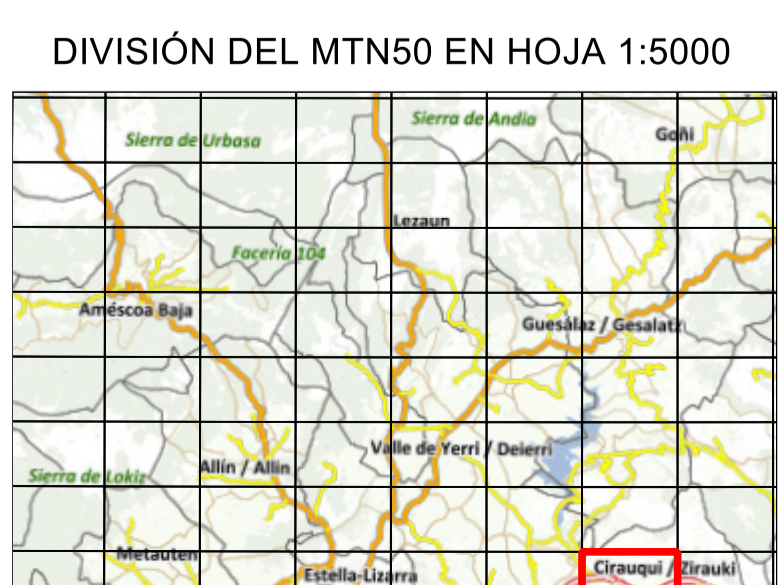 DIVISIÓN DEL MTN50 EN HOJA 1:5000
Sierra de Andia
Goñi
Sierra de Urbasa
Lezaun
Facería 104
Améscoa Baja
Guesálaz / Gesalatz
Valle de Yerri / Deierri
Allín / Allin
Sierra de Lokiz
Metauten
Cirauqui / Zirauki
Estella-Lizarra